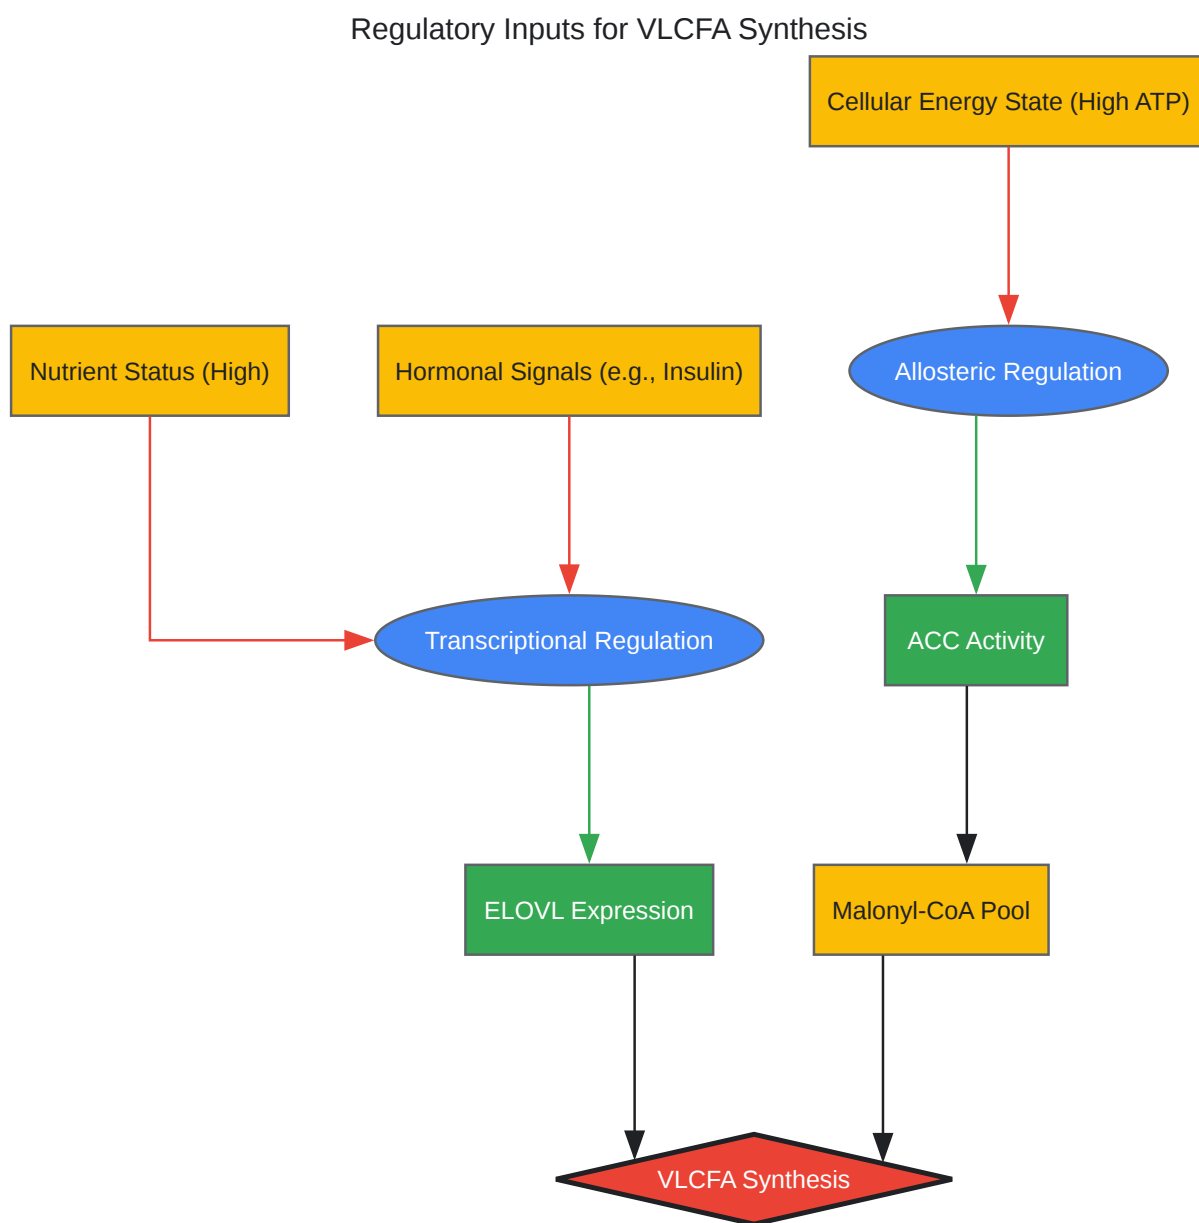 Regulatory Inputs for VLCFA Synthesis
Cellular Energy State (High ATP)
Nutrient Status (High)
Hormonal Signals (e.g., Insulin)
Allosteric Regulation
Transcriptional Regulation
ACC Activity
ELOVL Expression
Malonyl-CoA Pool
VLCFA Synthesis